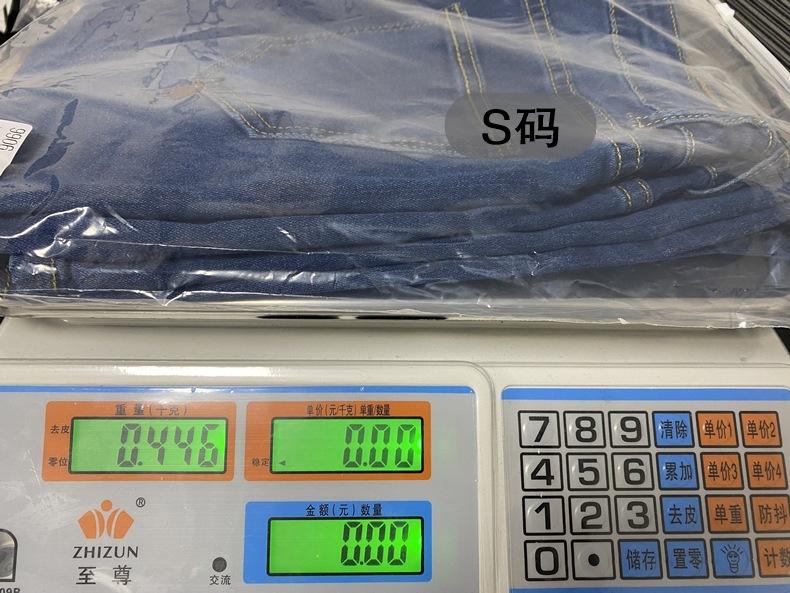 S码
9066
重量(千克)
去皮
零位
0.446
单价(元/千克)单重/数量
稳定
0.00
金额(元)数量
0.00
®
ZHIZUN
至尊
交流
7 8 9 清除 单价1 单价2
4 5 6 累加 单价3 单价4
1 2 3 去皮 单重 防抖
0 • 储存 置零 计数
09B